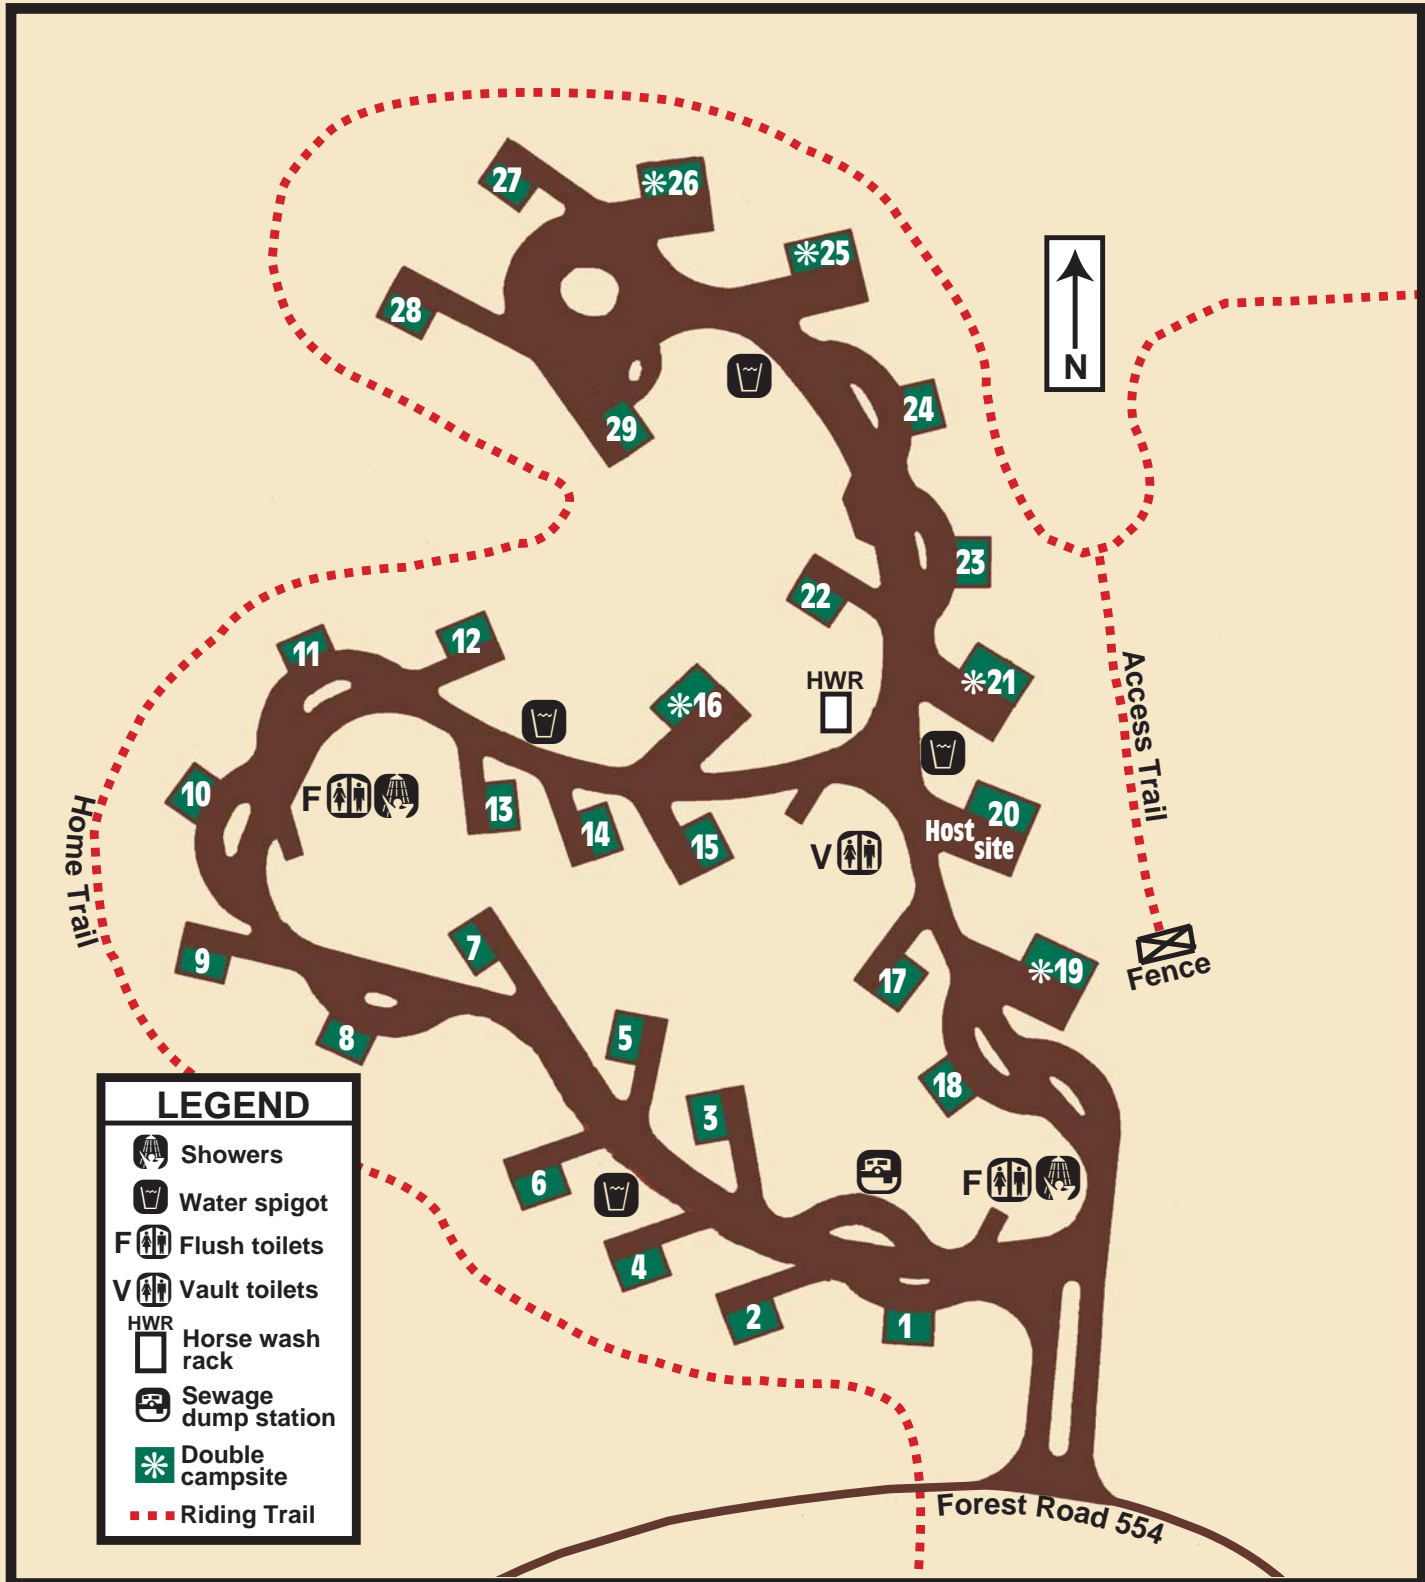 27
✳26
✳25
28
N
24
29
23
22
11
12
✳21
HWR
✳16
Access Trail
10
F
13
20
Host
site
14
15
V
Home Trail
7
9
17
✳19
Fence
8
5
18
3
6
F
4
2
1
LEGEND
Showers
Water spigot
F Flush toilets
V Vault toilets
HWR
Horse wash
rack
Sewage
dump station
✳ Double
campsite
Riding Trail
Forest Road 554